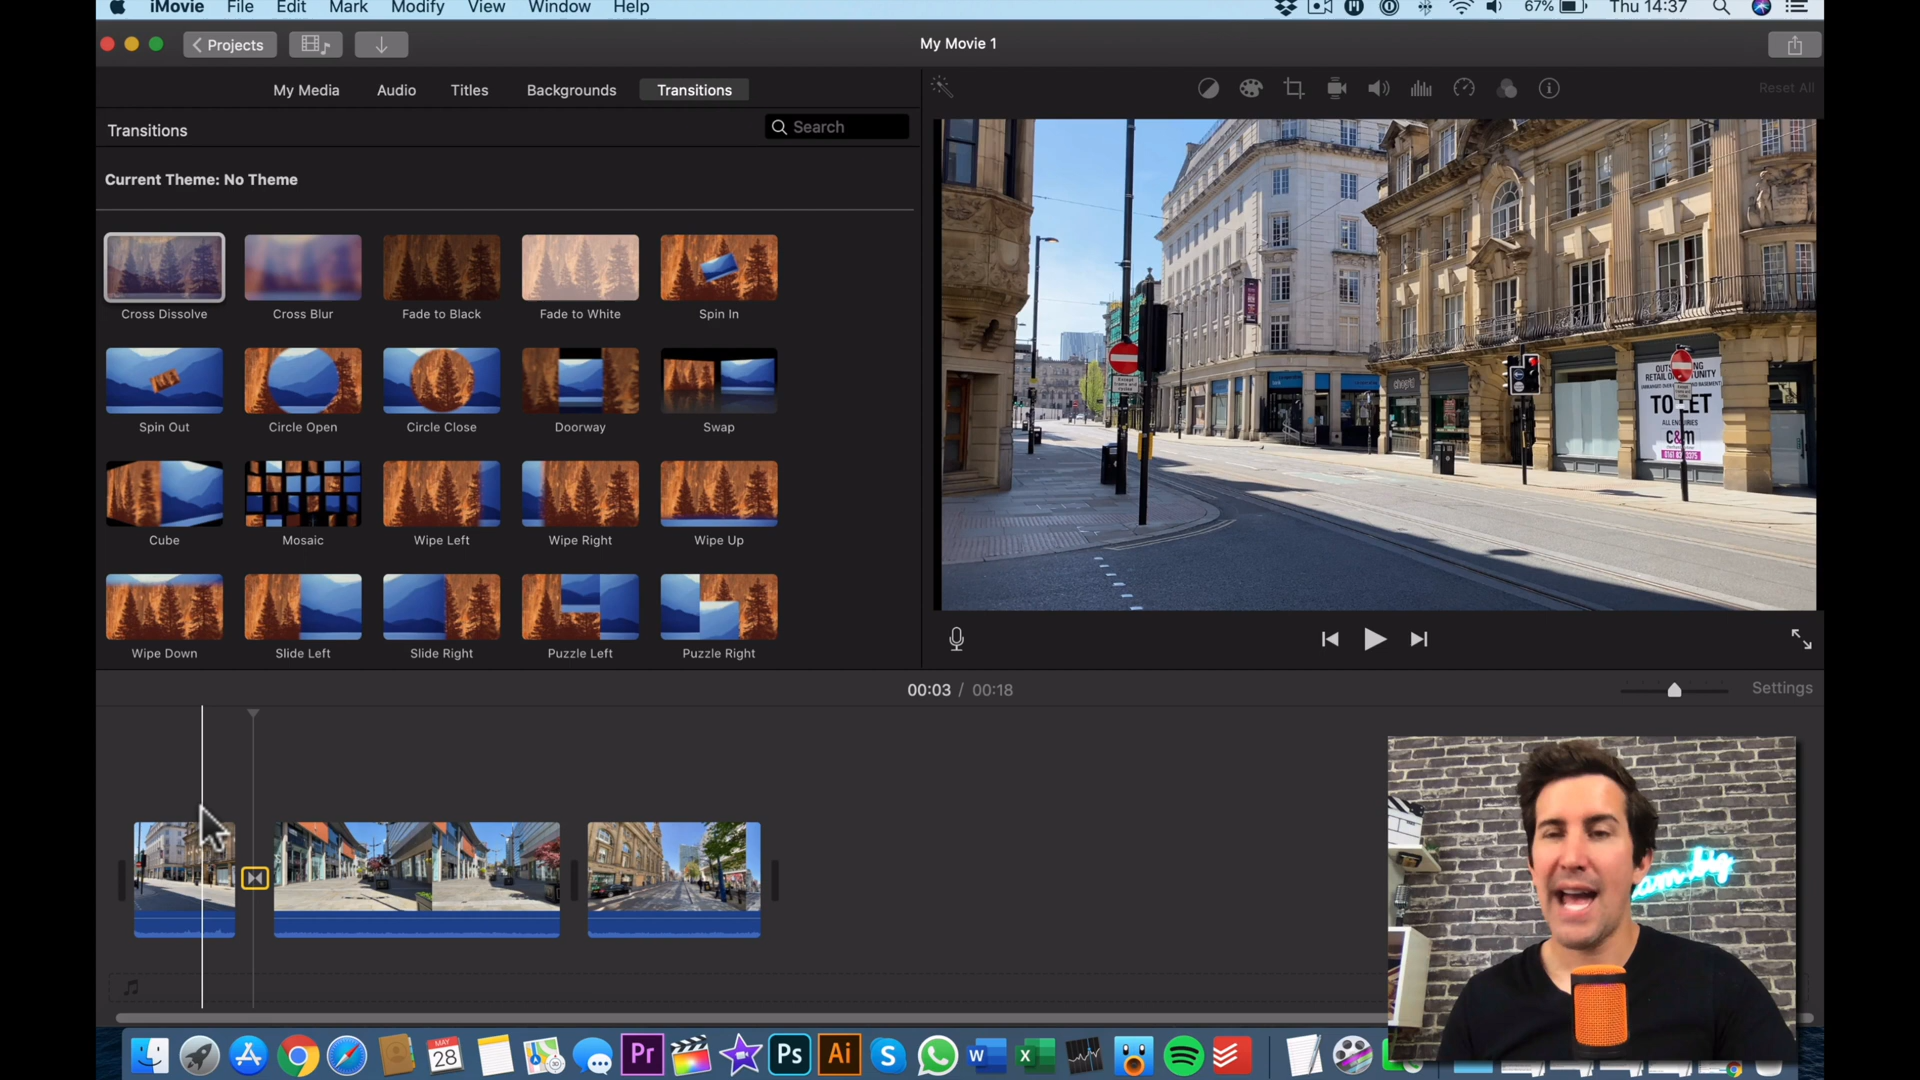 iMovie File Edit Mark Modify View Window Help
67% Thu 14:37
Projects
My Movie 1
My Media Audio Titles Backgrounds Transitions
Reset All
Transitions
Search
Current Theme: No Theme
Cross Dissolve Cross Blur Fade to Black Fade to White Spin In
Spin Out Circle Open Circle Close Doorway Swap
Cube Mosaic Wipe Left Wipe Right Wipe Up
Wipe Down Slide Left Slide Right Puzzle Left Puzzle Right
RETAIL
TO LET
ALL ENQUIRIES
c&m
00:03 / 00:18
Settings
MAY
28
Pr
Ps
Ai
S
W
X